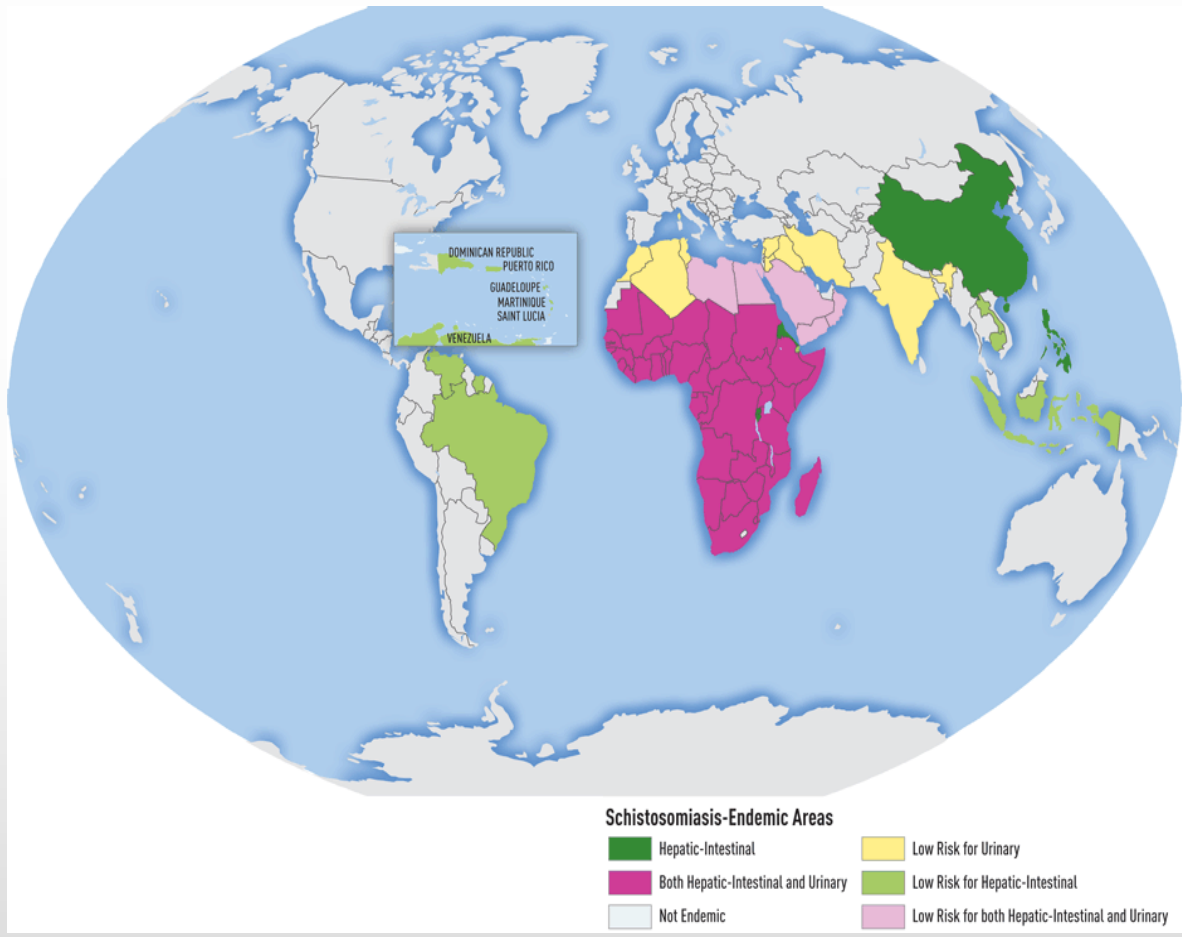 DOMINICAN REPUBLIC
PUERTO RICO
GUADELOUPE
MARTINIQUE
SAINT LUCIA
VENEZUELA
Schistosomiasis-Endemic Areas
Hepatic-Intestinal
Both Hepatic-Intestinal and Urinary
Not Endemic
Low Risk for Urinary
Low Risk for Hepatic-Intestinal
Low Risk for both Hepatic-Intestinal and Urinary